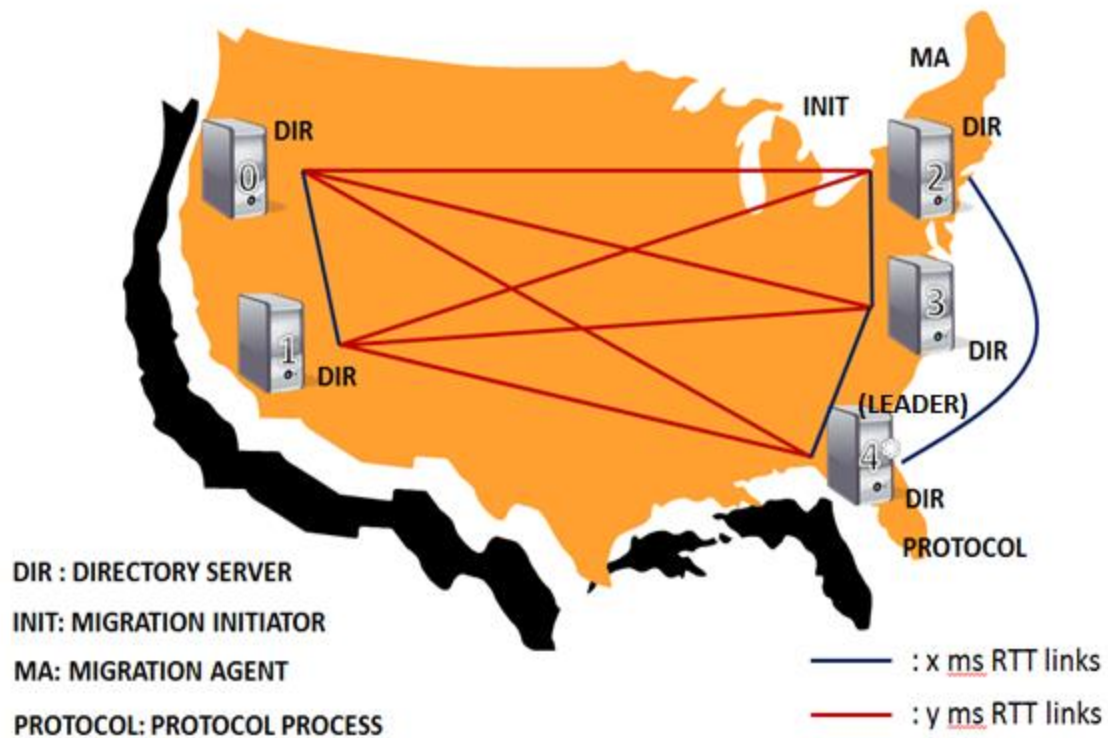 MA
INIT
DIR
DIR
0
2
3
1
DIR
DIR
(LEADER)
4
DIR
PROTOCOL
DIR : DIRECTORY SERVER
INIT: MIGRATION INITIATOR
MA: MIGRATION AGENT
PROTOCOL: PROTOCOL PROCESS
: x ms RTT links
: y ms RTT links